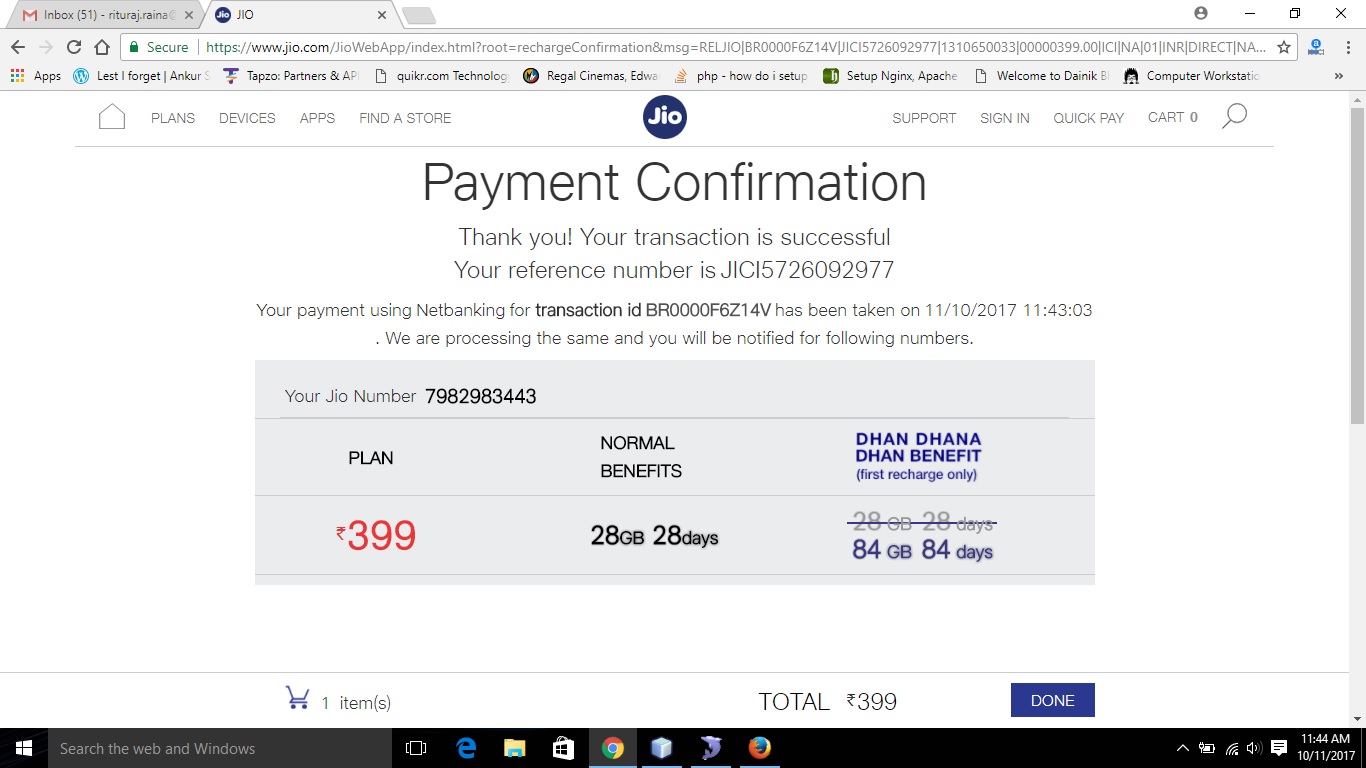 Inbox (51) - rituraj.raina@
JIO
Secure
https://www.jio.com/JioWebApp/index.html?root=rechargeConfirmation&msg=RELJIO|BR0000F6Z14V|JICI5726092977|1310650033|00000399.00|ICI|NA|01|INR|DIRECT|NA...
Apps
Lest I forget | Ankur S
Tapzo: Partners & AP
quikr.com Technolog
Regal Cinemas, Edwa
php - how do i setup
Setup Nginx, Apache
Welcome to Dainik B
Computer Workstatio
»
PLANS
DEVICES
APPS
FIND A STORE
Jio
SUPPORT
SIGN IN
QUICK PAY
CART 0
Payment Confirmation
Thank you! Your transaction is successful
Your reference number is JICI5726092977
Your payment using Netbanking for transaction id BR0000F6Z14V has been taken on 11/10/2017 11:43:03
. We are processing the same and you will be notified for following numbers.
Your Jio Number 7982983443
PLAN
NORMAL
BENEFITS
DHAN DHANA
DHAN BENEFIT
(first recharge only)
₹399
28GB 28days
28 GB 28 days
84 GB 84 days
1 item(s)
TOTAL ₹399
DONE
Search the web and Windows
11:44 AM
10/11/2017